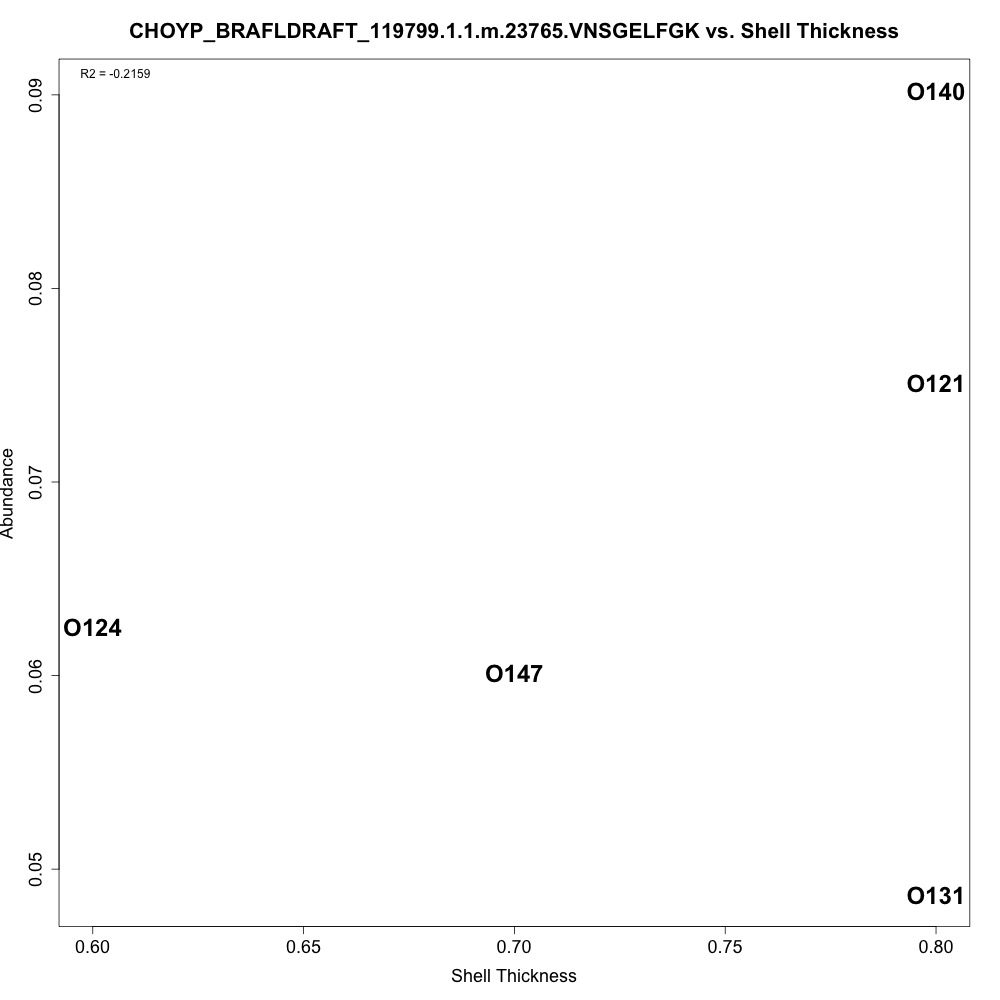 CHOYP_BRAFLDRAFT_119799.1.1.m.23765.VNSGELFGK vs. Shell Thickness
R2 = -0.2159
0.09
O140
0.08
O121
0.07
Abundance
O124
0.06
O147
0.05
O131
0.60 0.65 0.70 0.75 0.80
Shell Thickness